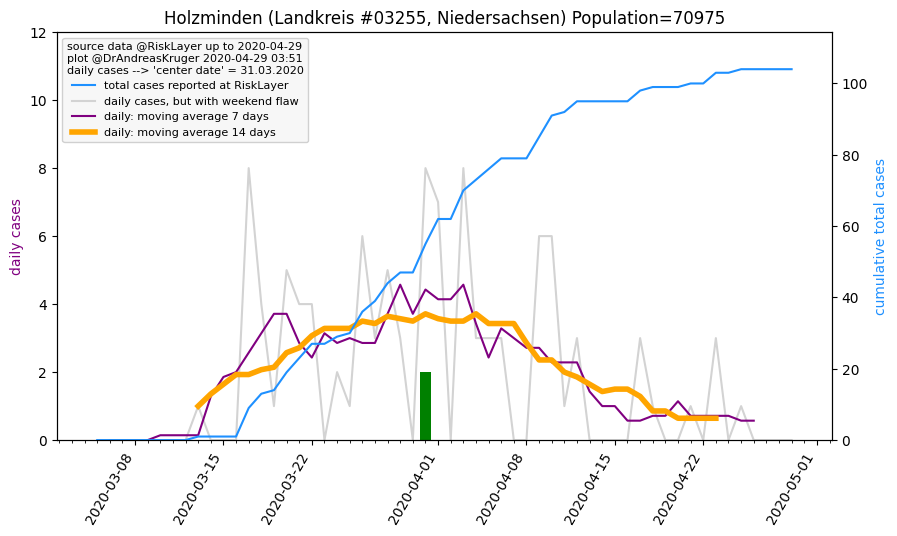 Holzminden (Landkreis #03255, Niedersachsen) Population=70975
source data @RiskLayer up to 2020-04-29
plot @DrAndreasKruger 2020-04-29 03:51
daily cases --> 'center date' = 31.03.2020
total cases reported at RiskLayer
daily cases, but with weekend flaw
daily: moving average 7 days
daily: moving average 14 days
daily cases
12
10
8
6
4
2
0
cumulative total cases
100
80
60
40
20
0
2020-03-08
2020-03-15
2020-03-22
2020-04-01
2020-04-08
2020-04-15
2020-04-22
2020-05-01